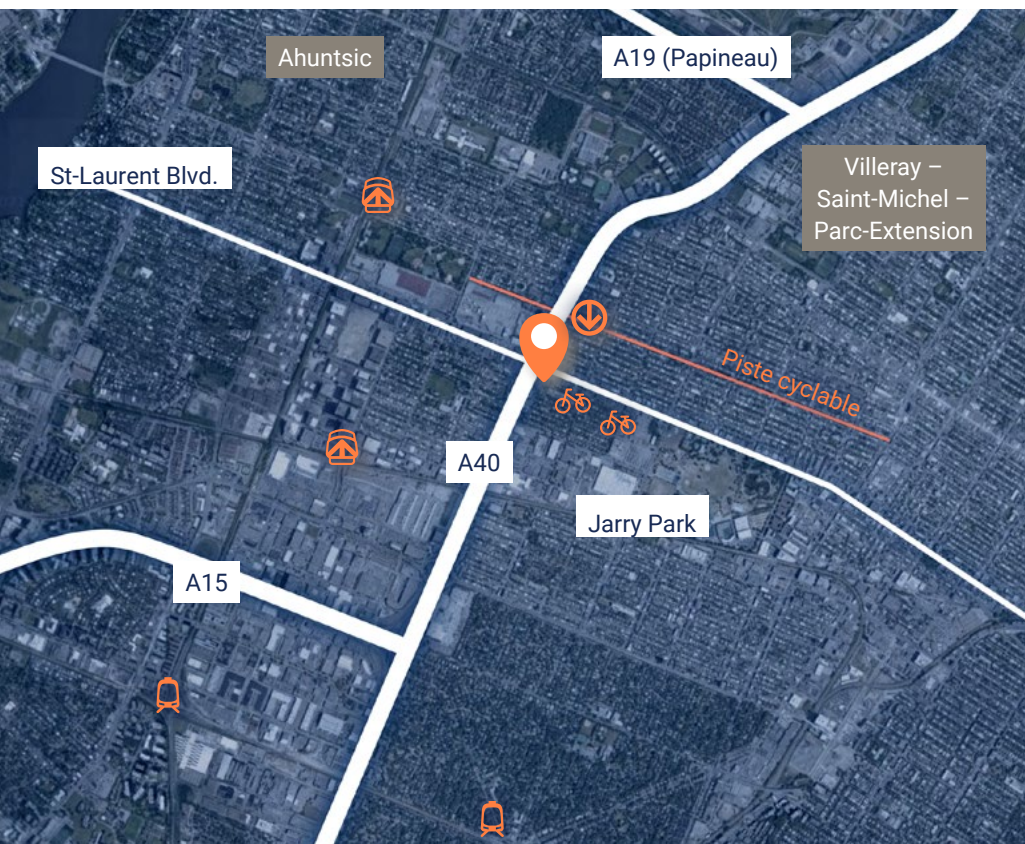 Ahuntsic
A19 (Papineau)
St-Laurent Blvd.
Villeray –
Saint-Michel –
Parc-Extension
Piste cyclable
A40
Jarry Park
A15